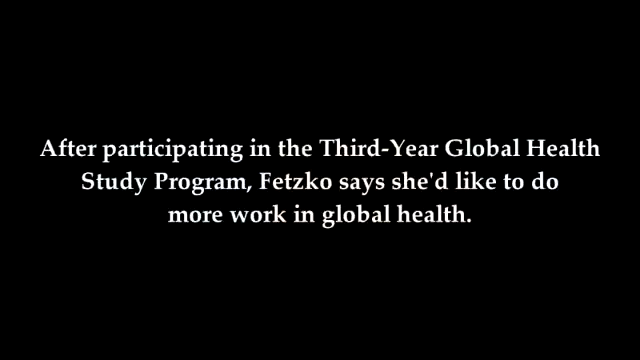 After participating in the Third-Year Global Health
Study Program, Fetzko says she'd like to do
more work in global health.